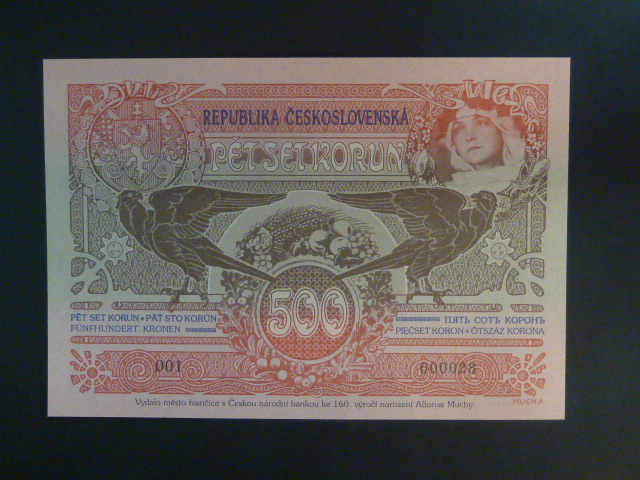 REPUBLIKA ČESKOSLOVENSKÁ
PĚT SET KORUN
500
PĚT SET KORUN • PÄŤ STO KORÚN
FÜNFHUNDERT KRONEN
ПЯТЬ СОТЪ КОРОНЪ
PIĘĆSET KORON • ÖTSZÁZ KORONA
001
000028
MUCHA
Vydalo město Ivančice s Českou národní bankou ke 160. výročí narození Alfonse Muchy